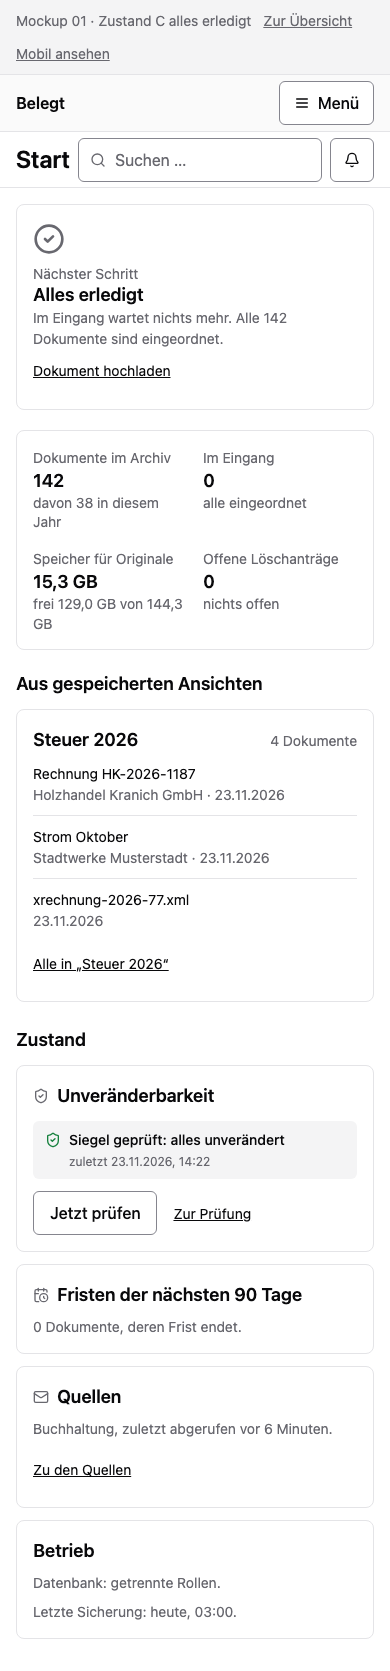 Mockup 01 · Zustand C alles erledigt Zur Übersicht
Mobil ansehen
Belegt
Menü
Start
Suchen ...
Nächster Schritt
Alles erledigt
Im Eingang wartet nichts mehr. Alle 142
Dokumente sind eingeordnet.
Dokument hochladen
Dokumente im Archiv
142
davon 38 in diesem
Jahr
Im Eingang
0
alle eingeordnet
Speicher für Originale
15,3 GB
frei 129,0 GB von 144,3
GB
Offene Löschanträge
0
nichts offen
Aus gespeicherten Ansichten
Steuer 2026
4 Dokumente
Rechnung HK-2026-1187
Holzhandel Kranich GmbH · 23.11.2026
Strom Oktober
Stadtwerke Musterstadt · 23.11.2026
xrechnung-2026-77.xml
23.11.2026
Alle in „Steuer 2026“
Zustand
Unveränderbarkeit
Siegel geprüft: alles unverändert
zuletzt 23.11.2026, 14:22
Jetzt prüfen
Zur Prüfung
Fristen der nächsten 90 Tage
0 Dokumente, deren Frist endet.
Quellen
Buchhaltung, zuletzt abgerufen vor 6 Minuten.
Zu den Quellen
Betrieb
Datenbank: getrennte Rollen.
Letzte Sicherung: heute, 03:00.